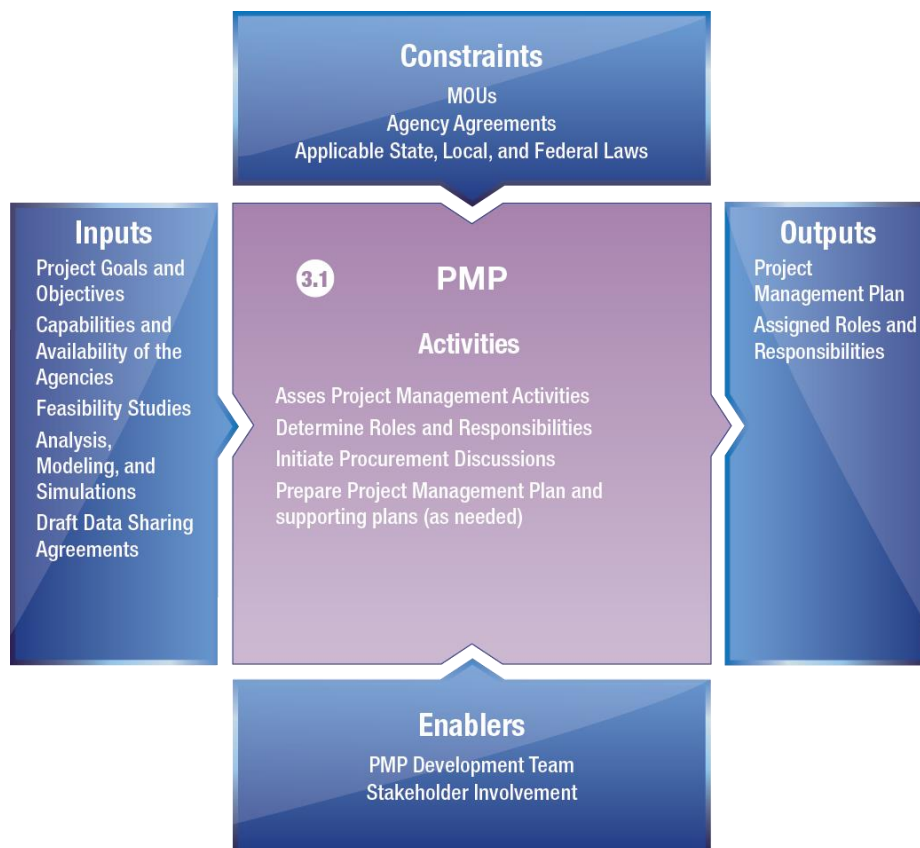 Constraints
MOUs
Agency Agreements
Applicable State, Local, and Federal Laws
Inputs
Project Goals and
Objectives
Capabilities and
Availability of the
Agencies
Feasibility Studies
Analysis,
Modeling, and
Simulations
Draft Data Sharing
Agreements
3.1 PMP
Activities
Asses Project Management Activities
Determine Roles and Responsibilities
Initiate Procurement Discussions
Prepare Project Management Plan and
supporting plans (as needed)
Outputs
Project
Management Plan
Assigned Roles and
Responsibilities
Enablers
PMP Development Team
Stakeholder Involvement